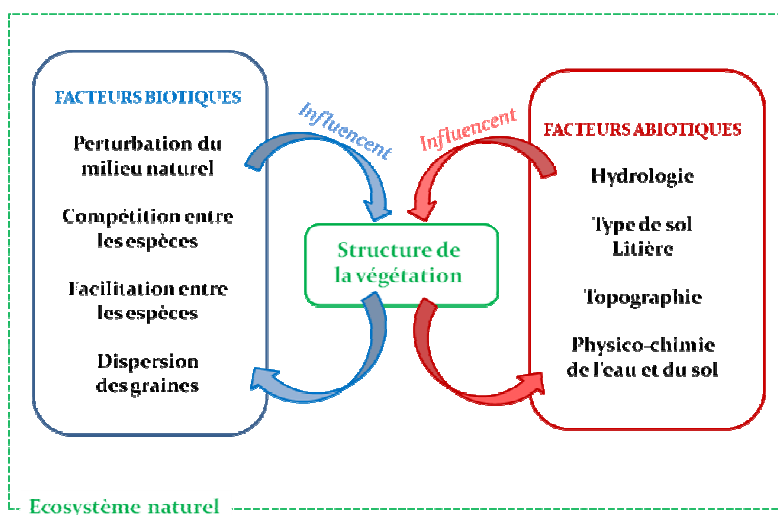 FACTEURS BIOTIQUES
Perturbation du
milieu naturel
Compétition entre
les espèces
Facilitation entre
les espèces
Dispersion
des graines
Influencent
Influencent
Structure de
la végétation
FACTEURS ABIOTIQUES
Hydrologie
Type de sol
Litière
Topographie
Physico-chimie
de l'eau et du sol
Ecosystème naturel